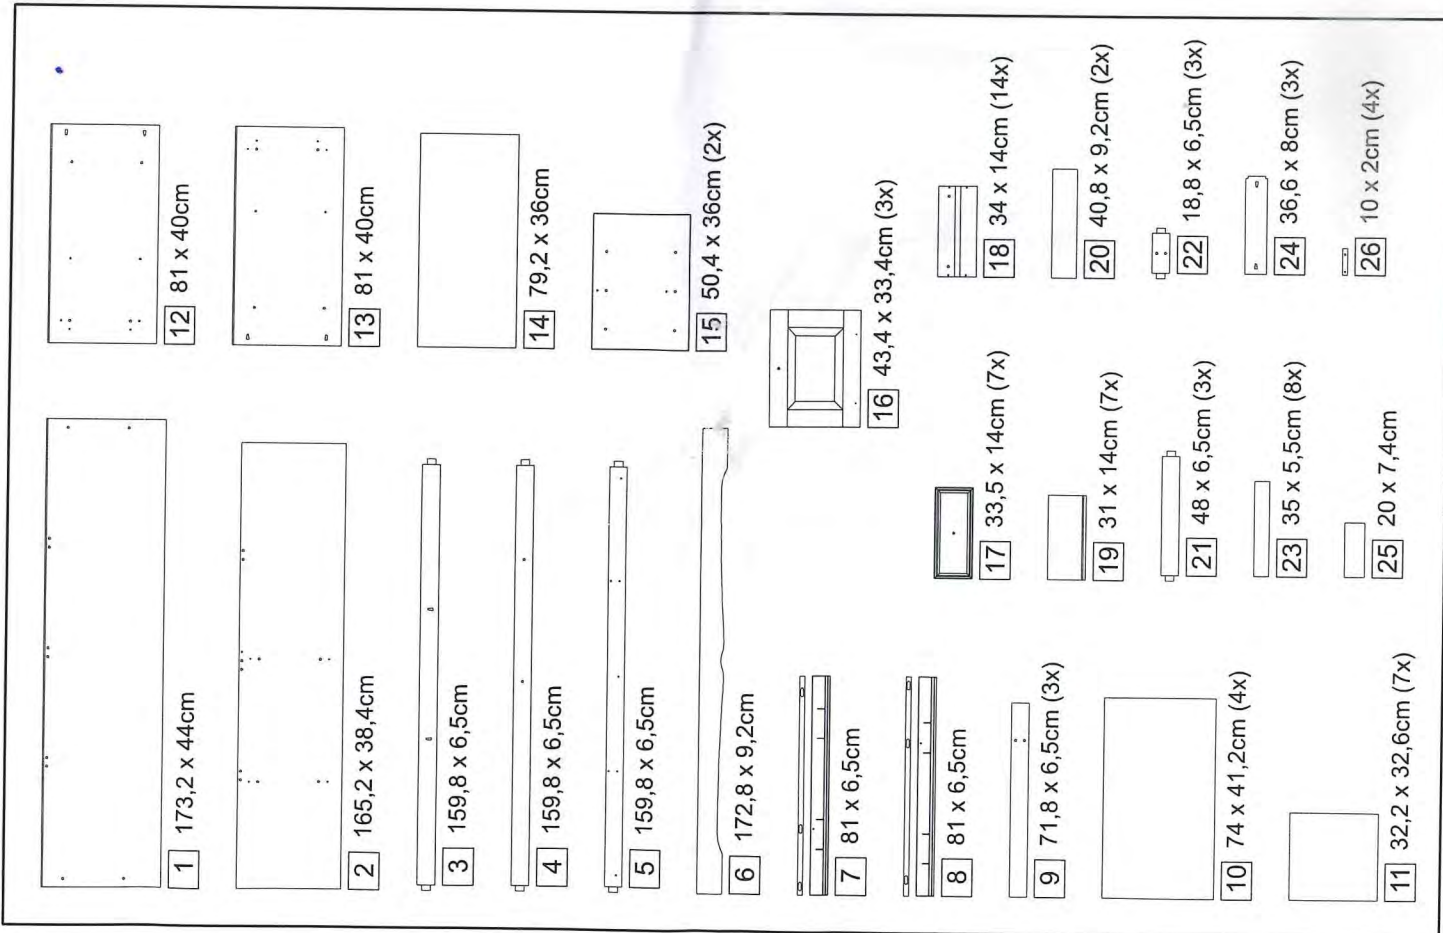 1 173,2 x 44cm
2 165,2 x 38,4cm
3 159,8 x 6,5cm
4 159,8 x 6,5cm
5 159,8 x 6,5cm
6 172,8 x 9,2cm
7 81 x 6,5cm
8 81 x 6,5cm
9 71,8 x 6,5cm (3x)
10 74 x 41,2cm (4x)
11 32,2 x 32,6cm (7x)
12 81 x 40cm
13 81 x 40cm
14 79,2 x 36cm
15 50,4 x 36cm (2x)
16 43,4 x 33,4cm (3x)
17 33,5 x 14cm (7x)
18 34 x 14cm (14x)
19 31 x 14cm (7x)
20 40,8 x 9,2cm (2x)
21 48 x 6,5cm (3x)
22 18,8 x 6,5cm (3x)
23 35 x 5,5cm (8x)
24 36,6 x 8cm (3x)
25 20 x 7,4cm
26 10 x 2cm (4x)